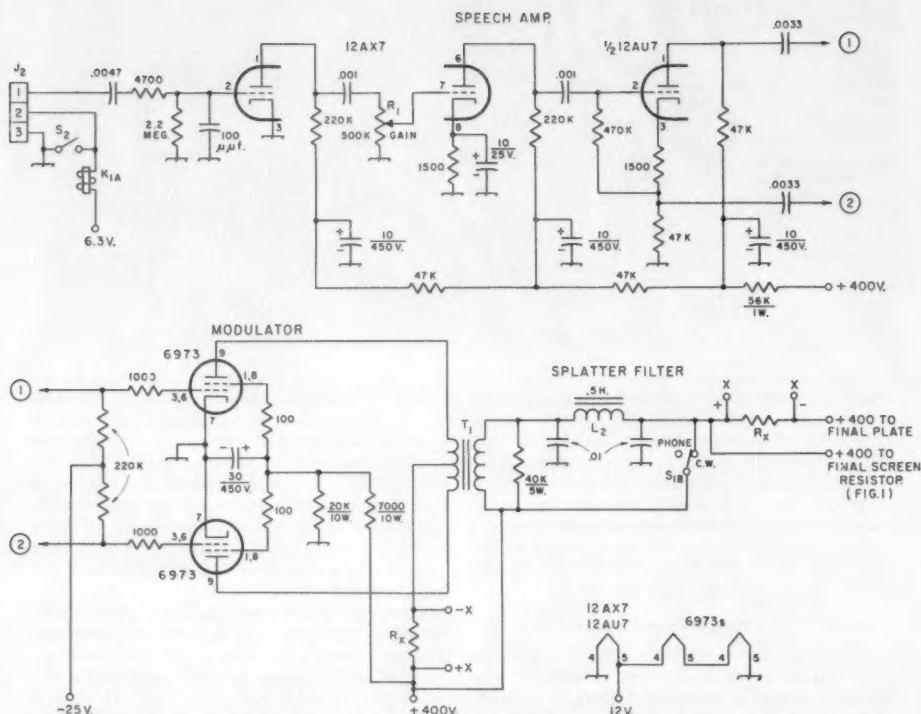 SPEECH AMP.
12AX7
½12AU7
.0033
1
J2
1
2
3
.0047
4700
2
1
3
.001
R1
GAIN
500K
220K
7
6
8
.001
220K
470K
2
1
3
47K
2.2
MEG.
100
μμf.
S2
K1A
6.3V.
1500
10
25V.
1500
.0033
2
47K
10
450V.
10
450V.
10
450V.
47K
47K
56K
1W.
+400V.
MODULATOR
6973
9
1,8
3,6
7
1
1000
100
220K
30
450V.
20K
10W.
7000
10W.
100
2
1000
7
3,6
1,8
9
6973
T1
SPLATTER FILTER
.5H.
L2
.01
40K
5W.
PHONE
C.W.
S1B
X
+
X
-
RX
+400 TO
FINAL PLATE
+400 TO
FINAL SCREEN
RESISTOR
(FIG.1)
-X
RX
+X
-25V.
+400V.
12AX7
12AU7
6973s
4
5
4
5
4
5
12V.